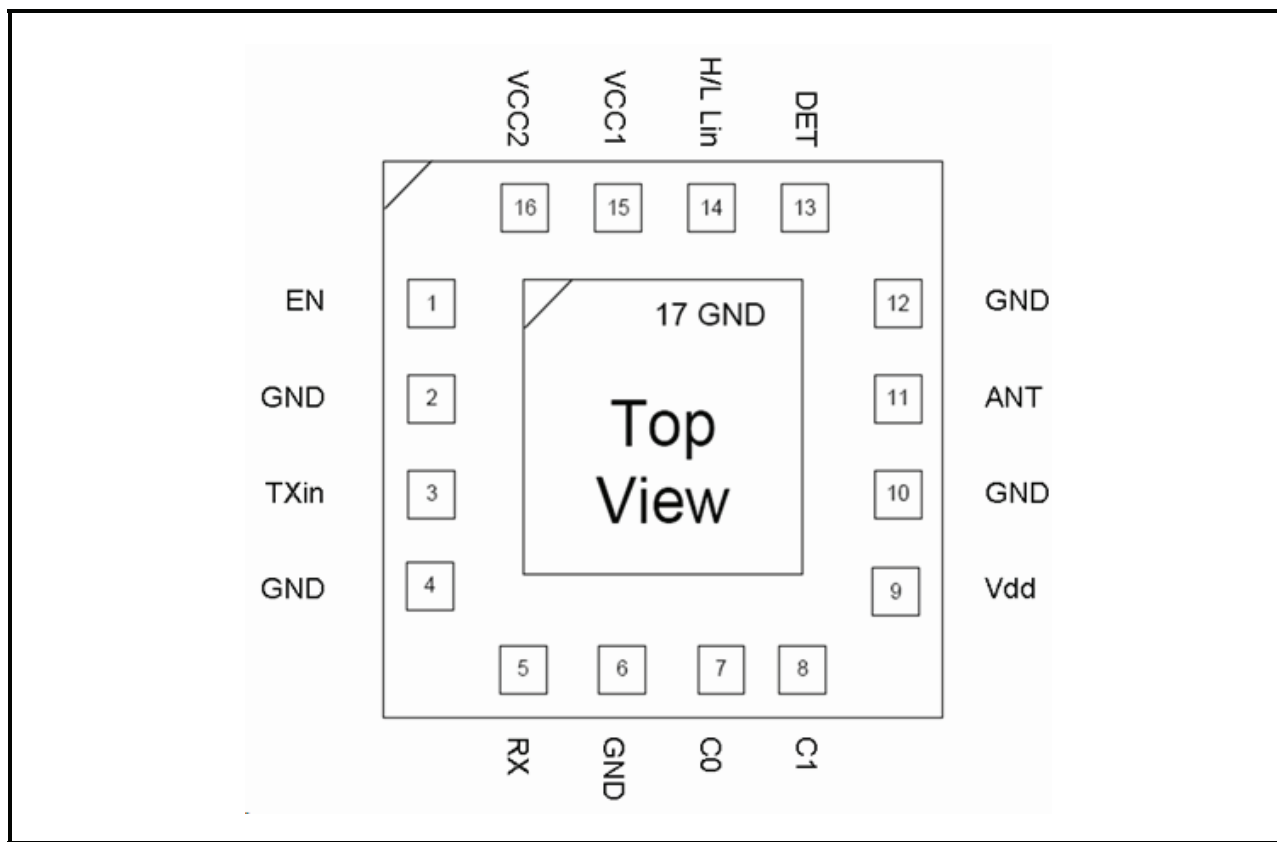 VCC2
VCC1
H/L Lin
DET
16
15
14
13
EN
1
17 GND
12
GND
GND
2
Top
11
ANT
TXin
3
View
10
GND
GND
4
9
Vdd
5
6
7
8
RX
GND
C0
C1